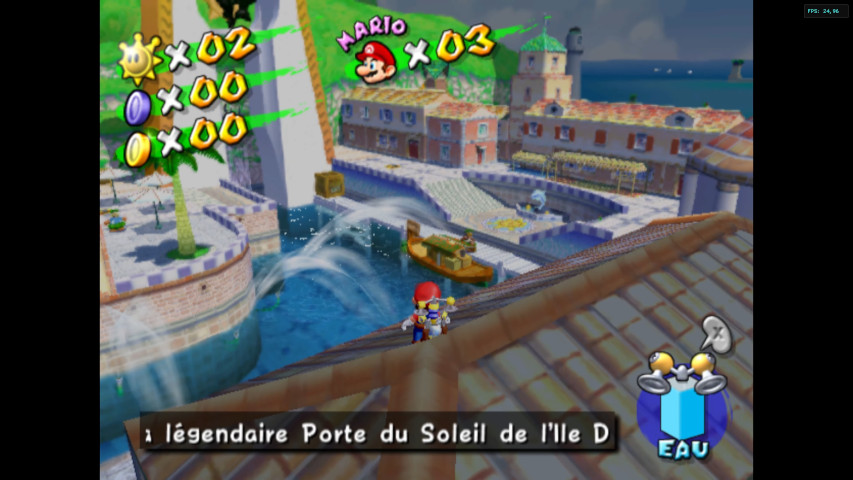 FPS: 24,96
×02
MARIO
×03
×00
×00
x légendaire Porte du Soleil de l'Ile D
X
EAU